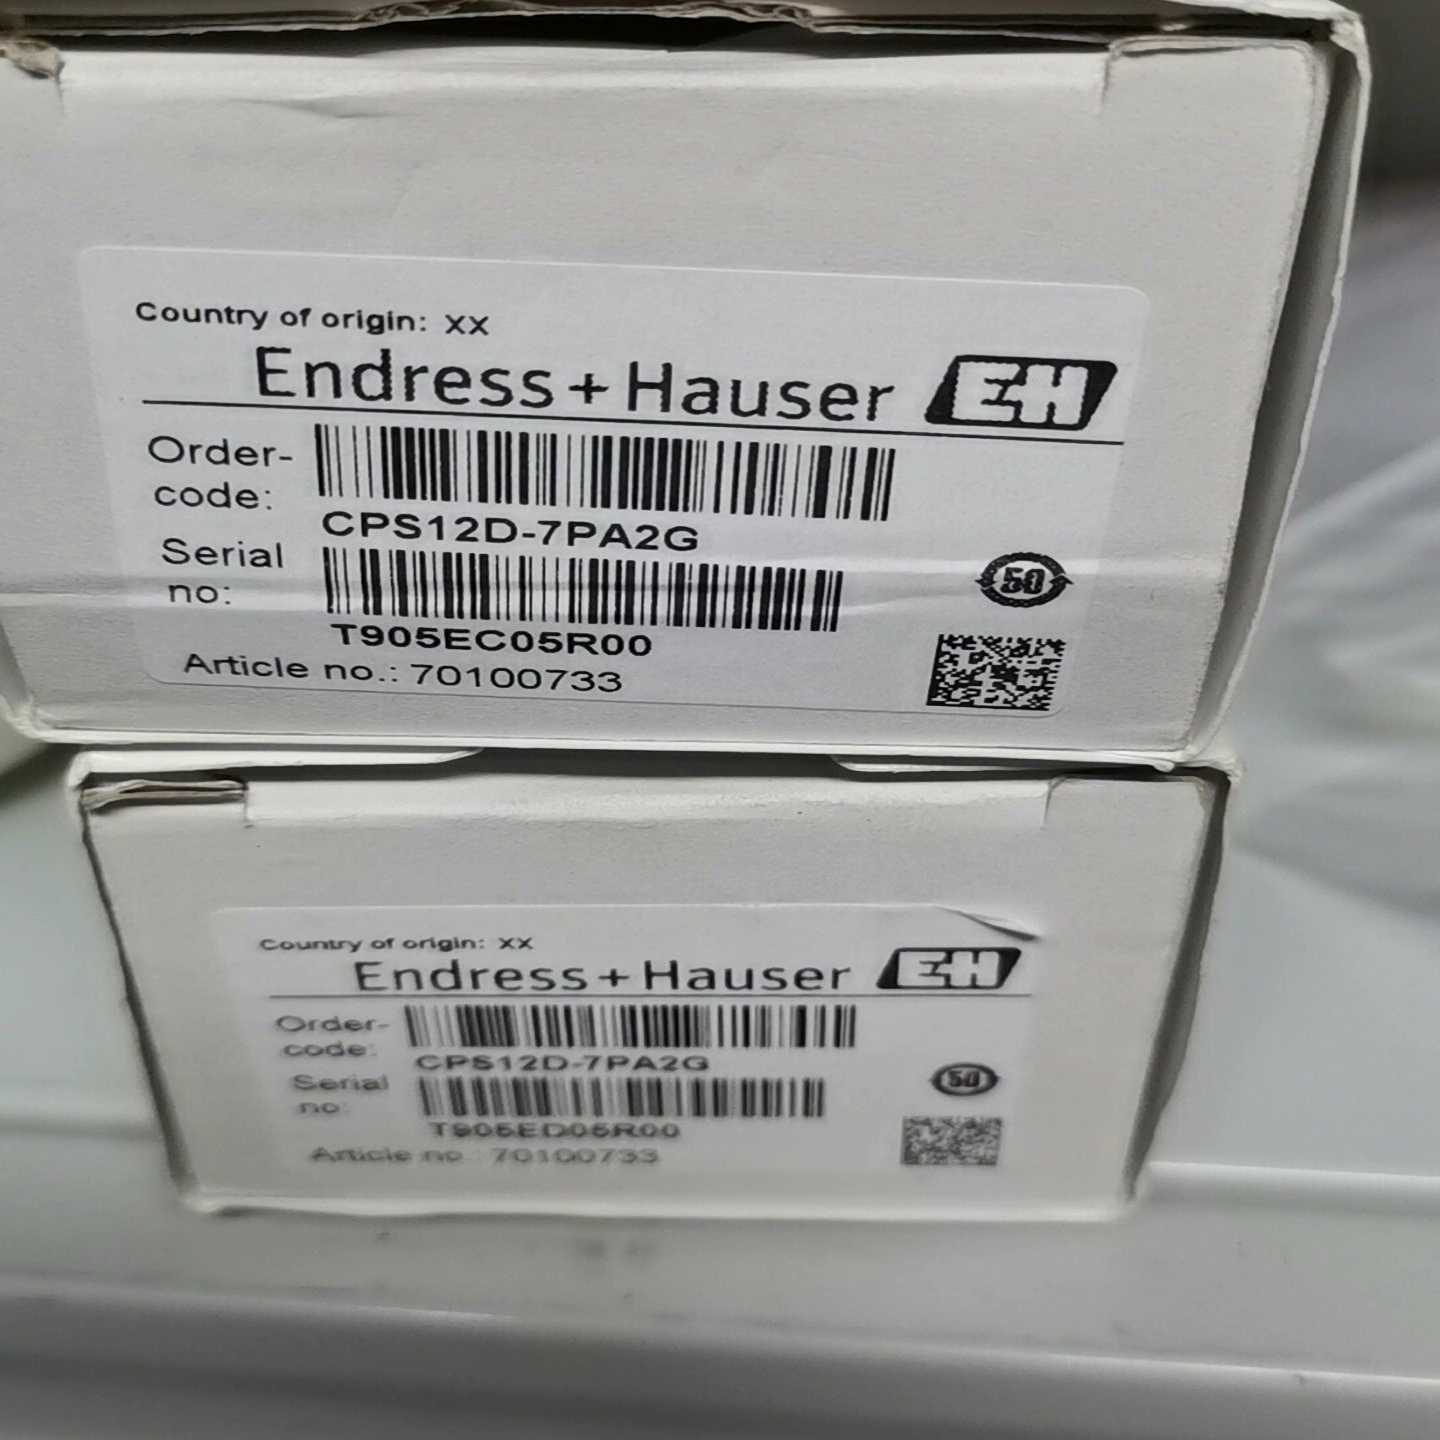 Country of origin: XX
Endress+Hauser EH
Order-
code:
CPS12D-7PA2G
Serial
no:
T905EC05R00
50
Article no.: 70100733
Country of origin: XX
Endress+Hauser EH
Order-
code:
CPS12D-7PA2G
Serial
no:
T905ED05R00
50
Article no.: 70100733